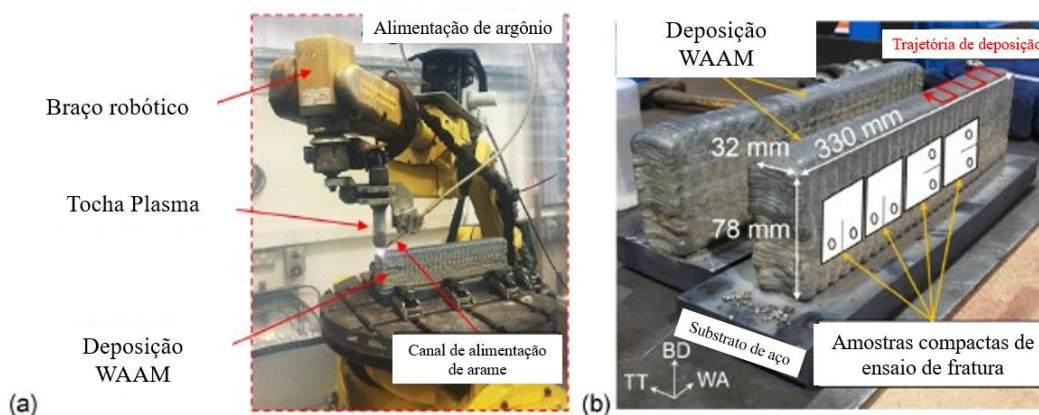 Alimentação de argônio
Braço robótico
Tocha Plasma
Deposição
WAAM
Canal de alimentação
de arame
(a)
Deposição
WAAM
Trajetória de deposição
32 mm
330 mm
78 mm
Substrato de aço
Amostras compactas de
ensaio de fratura
BD
TT
WA
(b)